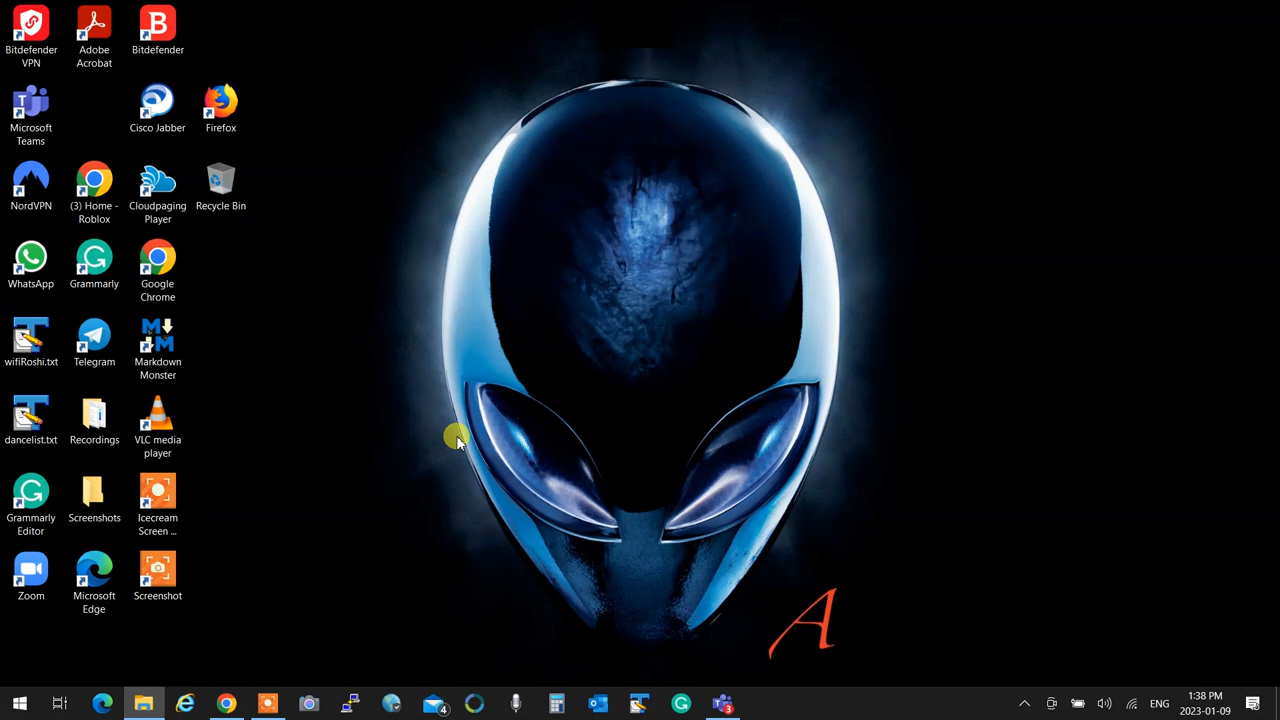 Bitdefender
VPN
Adobe
Acrobat
Bitdefender
Microsoft
Teams
Cisco Jabber
Firefox
NordVPN
(3) Home -
Roblox
Cloudpaging
Player
Recycle Bin
WhatsApp
Grammarly
Google
Chrome
wifiRoshi.txt
Telegram
Markdown
Monster
dancelist.txt
Recordings
VLC media
player
Grammarly
Editor
Screenshots
Icecream
Screen ...
Zoom
Microsoft
Edge
Screenshot
A
4
3
ENG
1:38 PM
2023-01-09